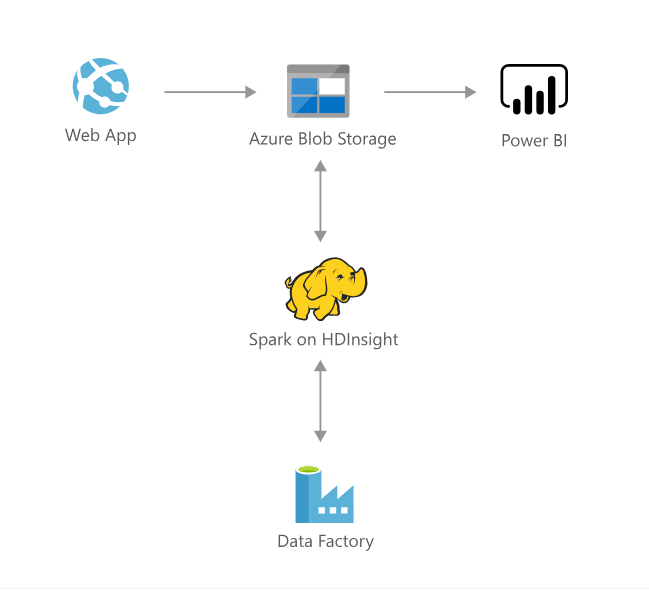 Web App
Azure Blob Storage
Power BI
Spark on HDInsight
Data Factory